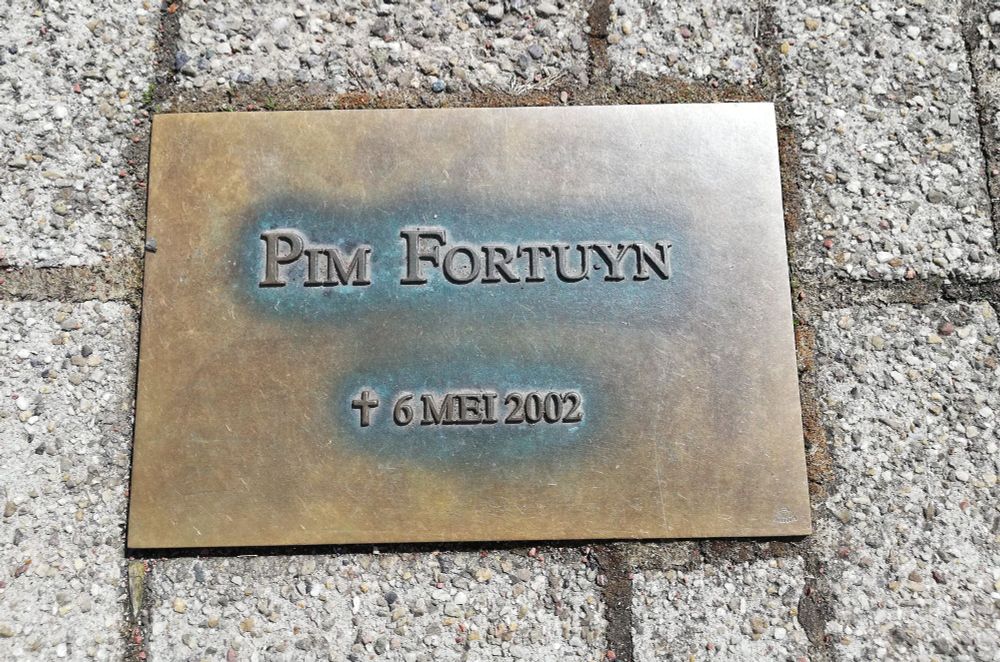 Pim Fortuyn
✝ 6 MEI 2002